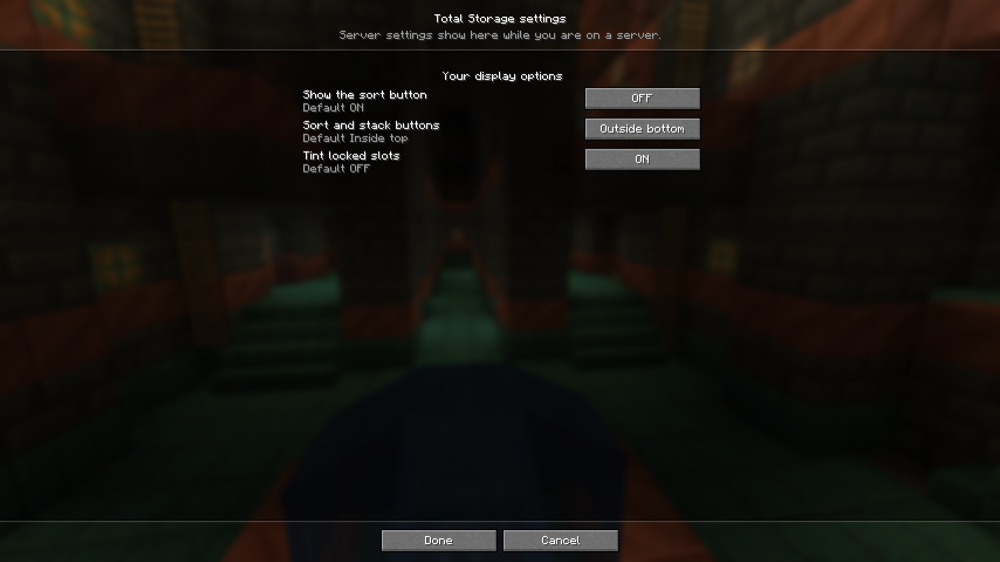 Total Storage settings
Server settings show here while you are on a server.
Your display options
Show the sort button
Default ON
OFF
Sort and stack buttons
Default Inside top
Outside bottom
Tint locked slots
Default OFF
ON
Done
Cancel